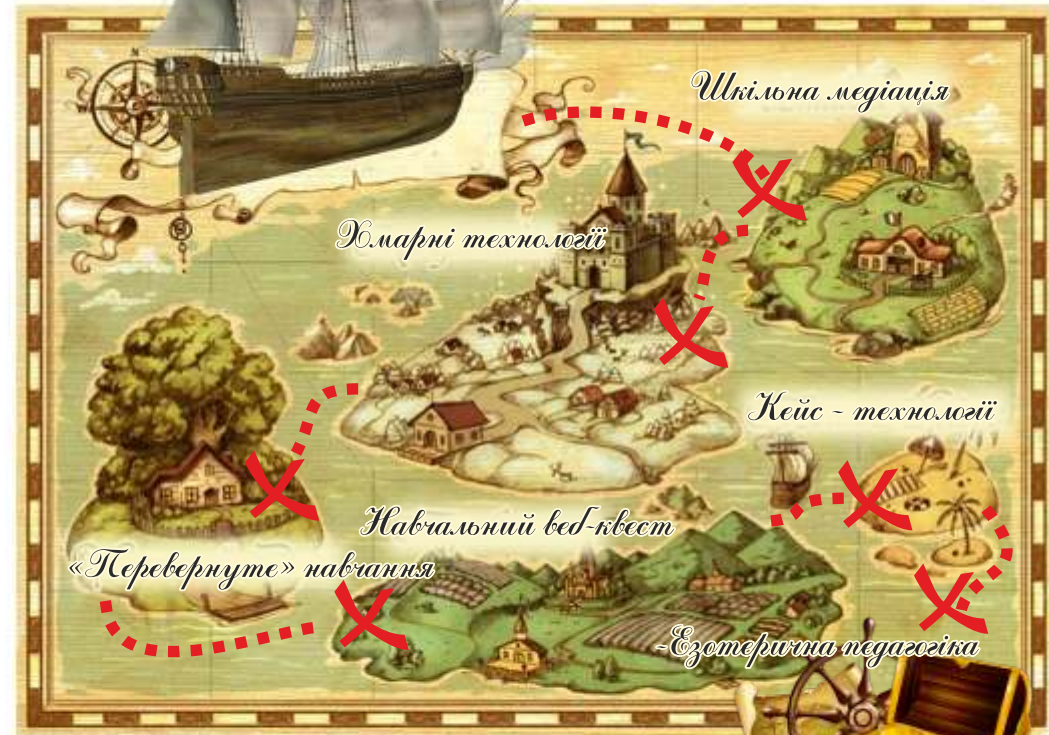 Шкільна медіація
Хмарні технології
Кейс - технології
Навчальний веб-квест
«Перевернуте» навчання
-Езотерична педагогіка